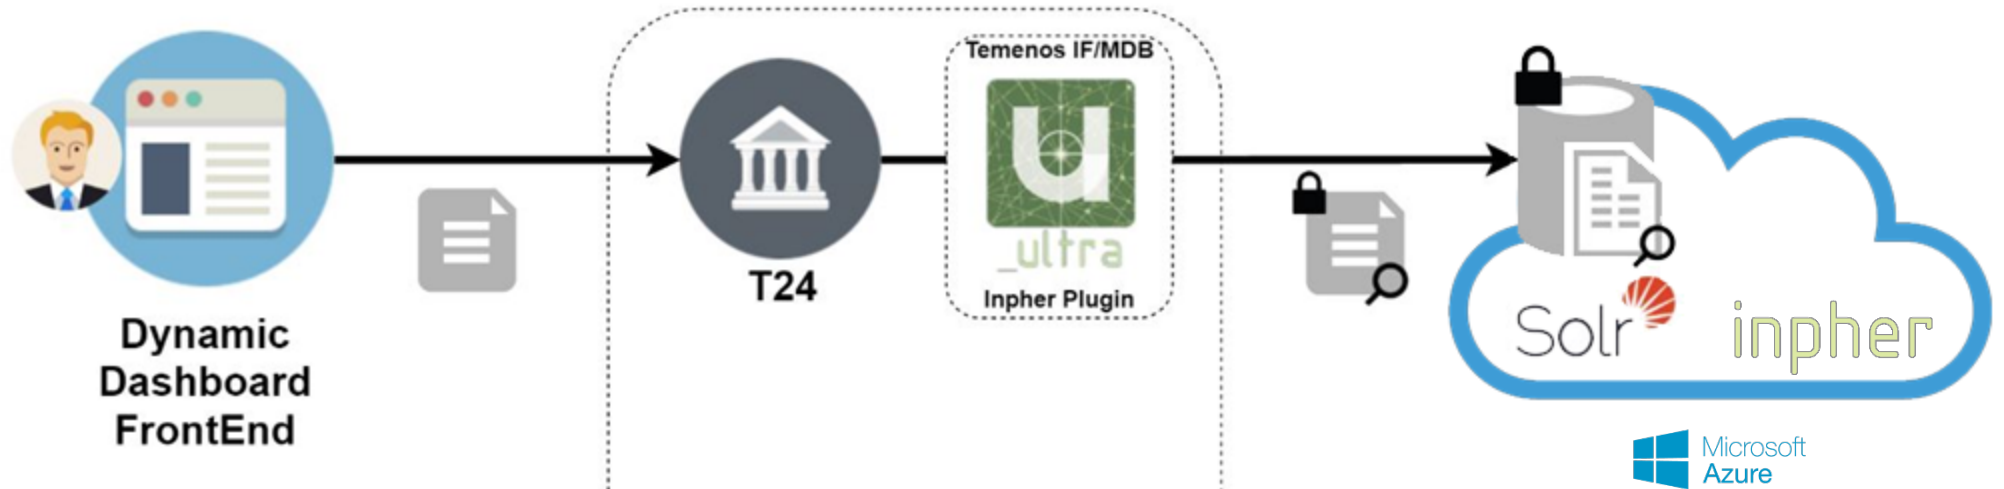 Dynamic
Dashboard
FrontEnd
T24
Temenos IF/MDB
u
_ultra
Inpher Plugin
Solr
inpher
Microsoft
Azure